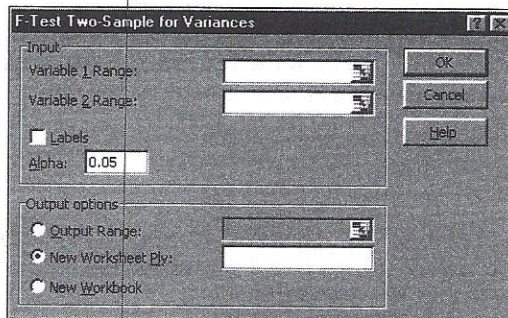 F-Test Two-Sample for Variances
Input
Variable 1 Range:
Variable 2 Range:
Labels
Alpha: 0.05
Output options
Output Range:
New Worksheet Ply:
New Workbook
OK
Cancel
Help